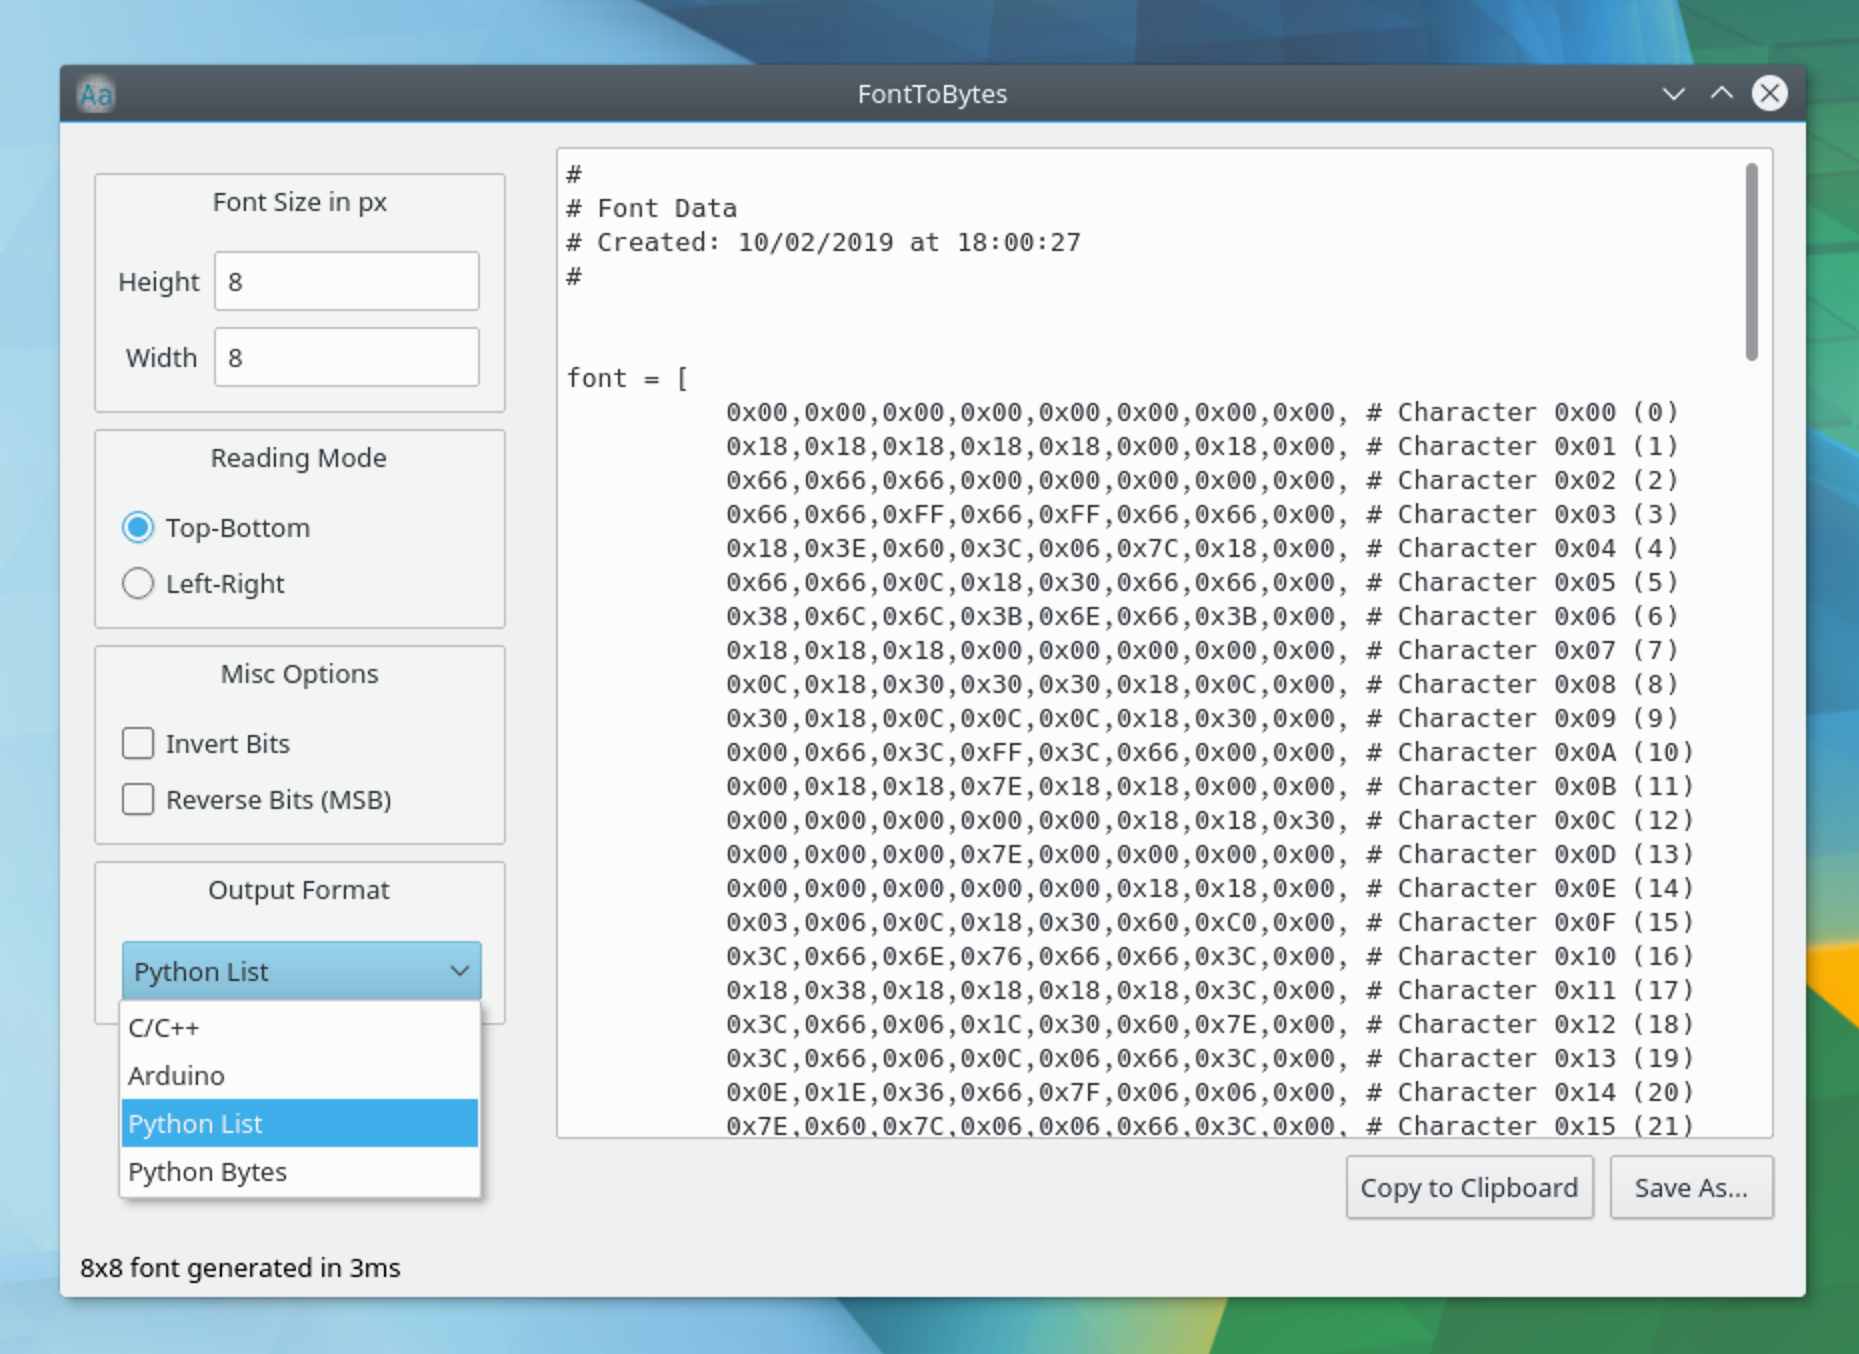 Aa
FontToBytes
Font Size in px
Height 8
Width 8
Reading Mode
Top-Bottom
Left-Right
Misc Options
Invert Bits
Reverse Bits (MSB)
Output Format
Python List
C/C++
Arduino
Python List
Python Bytes
#
# Font Data
# Created: 10/02/2019 at 18:00:27
#
font = [
0x00,0x00,0x00,0x00,0x00,0x00,0x00,0x00, # Character 0x00 (0)
0x18,0x18,0x18,0x18,0x18,0x00,0x18,0x00, # Character 0x01 (1)
0x66,0x66,0x66,0x00,0x00,0x00,0x00,0x00, # Character 0x02 (2)
0x66,0x66,0xFF,0x66,0xFF,0x66,0x66,0x00, # Character 0x03 (3)
0x18,0x3E,0x60,0x3C,0x06,0x7C,0x18,0x00, # Character 0x04 (4)
0x66,0x66,0x0C,0x18,0x30,0x66,0x66,0x00, # Character 0x05 (5)
0x38,0x6C,0x6C,0x3B,0x6E,0x66,0x3B,0x00, # Character 0x06 (6)
0x18,0x18,0x18,0x00,0x00,0x00,0x00,0x00, # Character 0x07 (7)
0x0C,0x18,0x30,0x30,0x30,0x18,0x0C,0x00, # Character 0x08 (8)
0x30,0x18,0x0C,0x0C,0x0C,0x18,0x30,0x00, # Character 0x09 (9)
0x00,0x66,0x3C,0xFF,0x3C,0x66,0x00,0x00, # Character 0x0A (10)
0x00,0x18,0x18,0x7E,0x18,0x18,0x00,0x00, # Character 0x0B (11)
0x00,0x00,0x00,0x00,0x00,0x18,0x18,0x30, # Character 0x0C (12)
0x00,0x00,0x00,0x7E,0x00,0x00,0x00,0x00, # Character 0x0D (13)
0x00,0x00,0x00,0x00,0x00,0x18,0x18,0x00, # Character 0x0E (14)
0x03,0x06,0x0C,0x18,0x30,0x60,0xC0,0x00, # Character 0x0F (15)
0x3C,0x66,0x6E,0x76,0x66,0x66,0x3C,0x00, # Character 0x10 (16)
0x18,0x38,0x18,0x18,0x18,0x18,0x3C,0x00, # Character 0x11 (17)
0x3C,0x66,0x06,0x1C,0x30,0x60,0x7E,0x00, # Character 0x12 (18)
0x3C,0x66,0x06,0x0C,0x06,0x66,0x3C,0x00, # Character 0x13 (19)
0x0E,0x1E,0x36,0x66,0x7F,0x06,0x06,0x00, # Character 0x14 (20)
0x7E,0x60,0x7C,0x06,0x06,0x66,0x3C,0x00, # Character 0x15 (21)
Copy to Clipboard
Save As...
8x8 font generated in 3ms